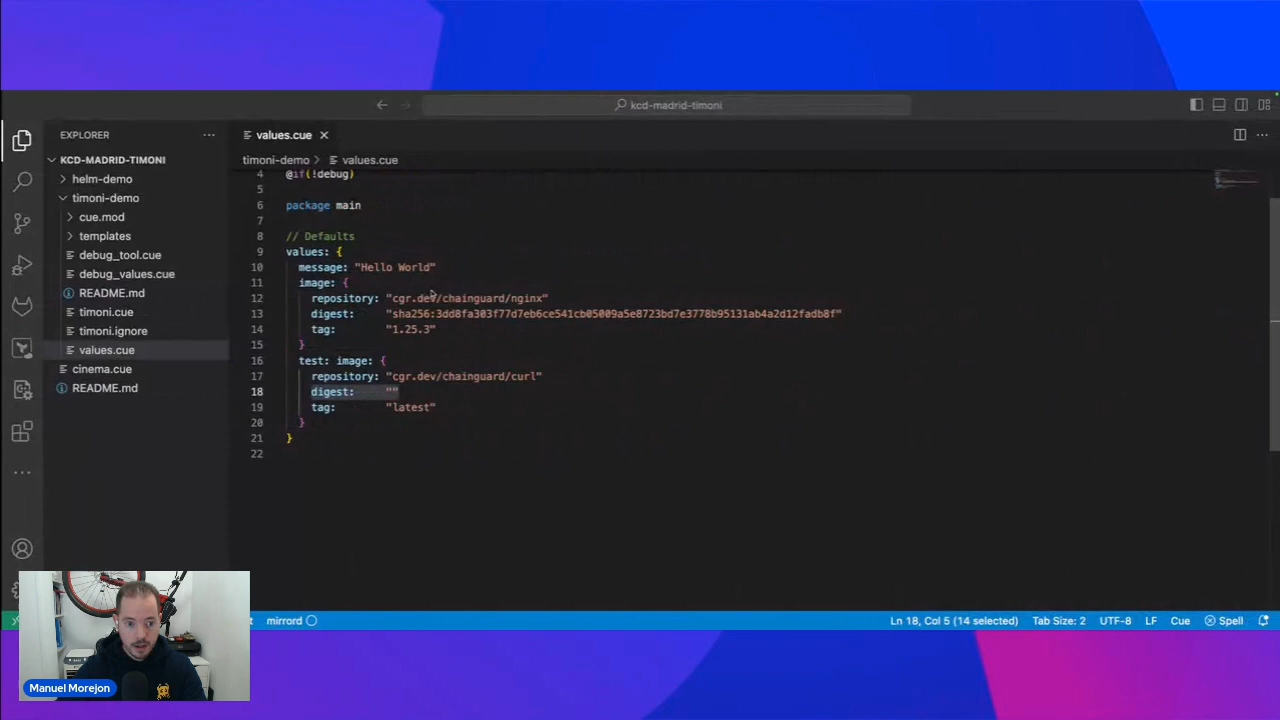 kcd-madrid-timoni
EXPLORER
values.cue
KCD-MADRID-TIMONI
timoni-demo > values.cue
helm-demo
timoni-demo
cue.mod
templates
debug_tool.cue
debug_values.cue
README.md
timoni.cue
timoni.ignore
values.cue
cinema.cue
README.md
4 @if(!debug)
5
6 package main
7
8 // Defaults
9 values: {
10 message: "Hello World"
11 image: {
12 repository: "cgr.dev/chainguard/nginx"
13 digest: "sha256:3dd8fa303f77d7eb6ce541cb05009a5e8723bd7e3778b95131ab4a2d12fadb8f"
14 tag: "1.25.3"
15 }
16 test: image: {
17 repository: "cgr.dev/chainguard/curl"
18 digest: ""
19 tag: "latest"
20 }
21 }
22
mirrord
Ln 18, Col 5 (14 selected) Tab Size: 2 UTF-8 LF Cue Spell
Manuel Morejon